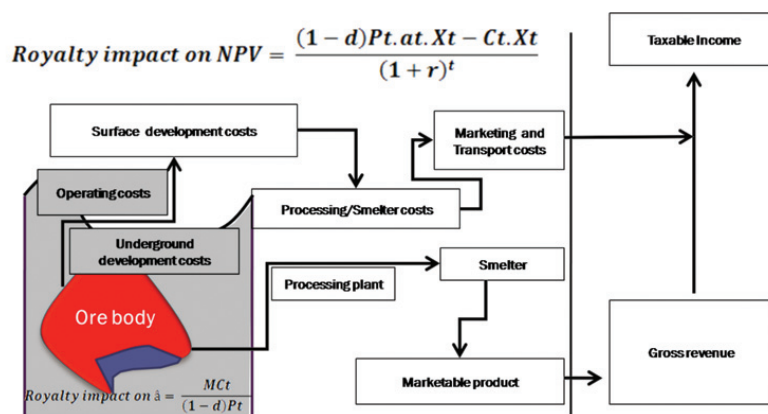 Royalty impact on NPV = (1 − d)Pt.at.Xt − Ct.Xt / (1 + r)^t
Taxable Income
Surface development costs
Marketing and
Transport costs
Operating costs
Processing/Smelter costs
Underground
development costs
Smelter
Processing plant
Ore body
Gross revenue
Marketable product
Royalty impact on â = MCt / (1 − d)Pt